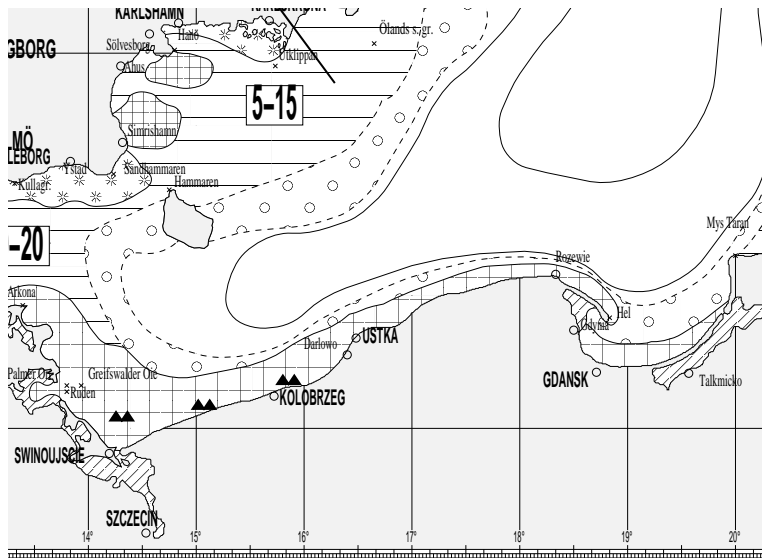 KARLSHAMN
Ölands s. gr.
Hanö
Sölvesborg
GBORG
Utklippan
Åhus
5–15
Simrishamn
MÖ
LEBORG
Ystad
Sandhammaren
Kullagr.
Hammaren
Mys Taran
–20
Rozewie
Arkona
Hel
Gdynia
USTKA
Darlowo
Greifswalder Oie
GDANSK
Talkmicko
Ruden
KOLOBRZEG
SWINOUJSCIE
SZCZECIN
14° 15° 16° 17° 18° 19° 20°